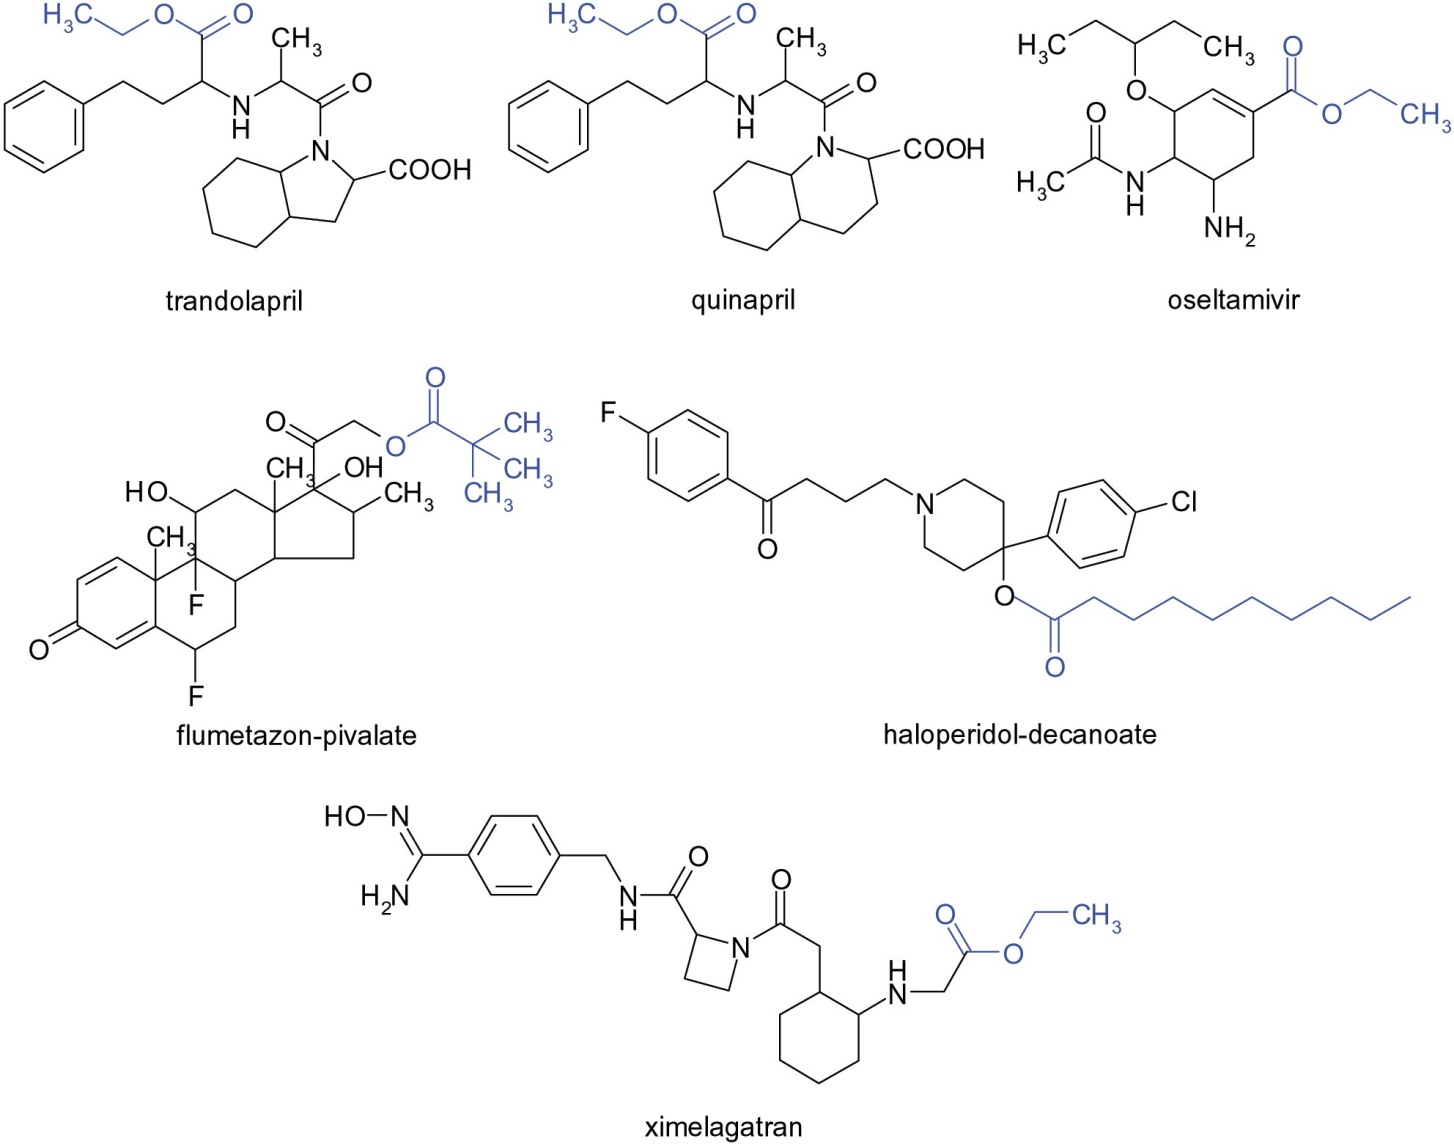 H₃C O O CH₃ O N H N COOH
trandolapril
H₃C O O CH₃ O N H N COOH
quinapril
H₃C CH₃ O O O CH₃ O H₃C N H NH₂
oseltamivir
O O O CH₃ CH₃ CH₃ CH₃ OH CH₃ HO CH₃ F O F
flumetazon-pivalate
F O N Cl O O
haloperidol-decanoate
HO N H₂N N H O N O H N O O CH₃
ximelagatran